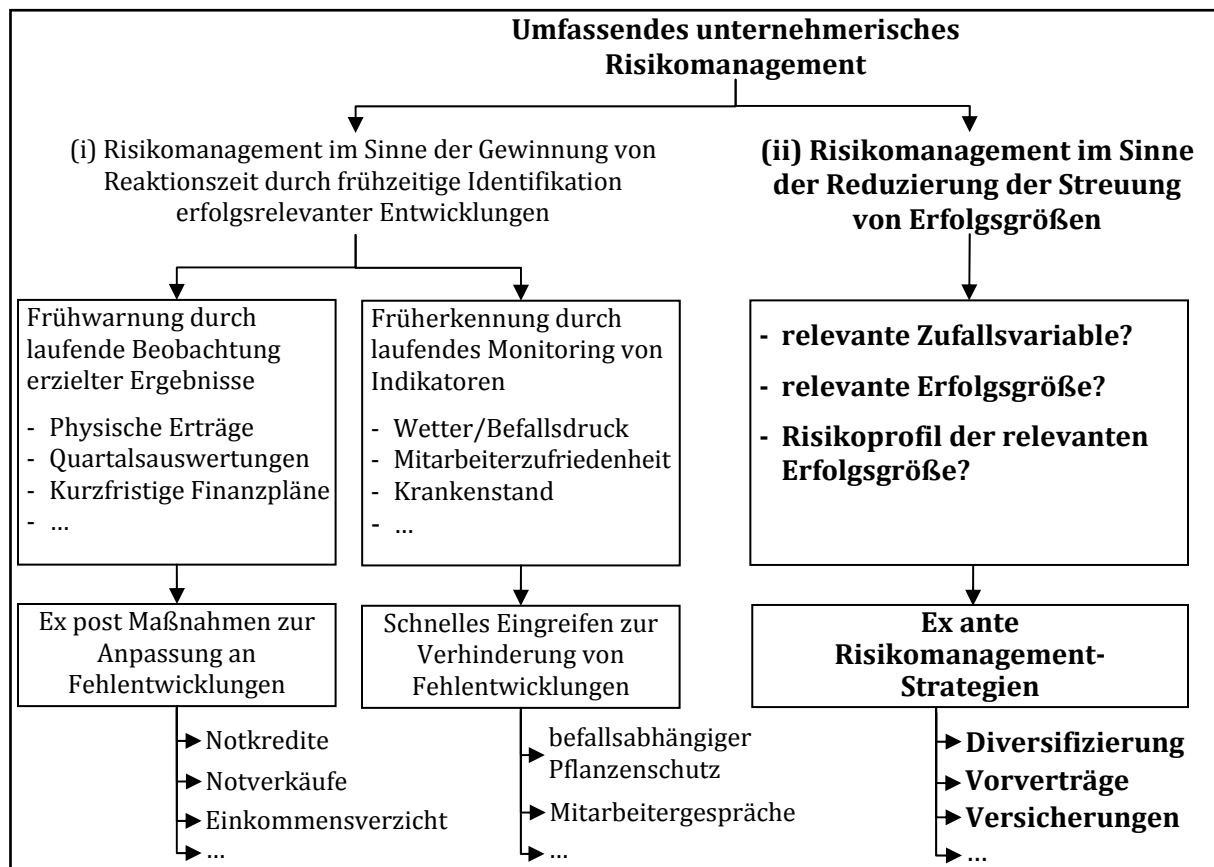 Umfassendes unternehmerisches
Risikomanagement
(i) Risikomanagement im Sinne der Gewinnung von
Reaktionszeit durch frühzeitige Identifikation
erfolgsrelevanter Entwicklungen
(ii) Risikomanagement im Sinne
der Reduzierung der Streuung
von Erfolgsgrößen
Frühwarnung durch
laufende Beobachtung
erzielter Ergebnisse
- Physische Erträge
- Quartalsauswertungen
- Kurzfristige Finanzpläne
- ...
Früherkennung durch
laufendes Monitoring von
Indikatoren
- Wetter/Befallsdruck
- Mitarbeiterzufriedenheit
- Krankenstand
- ...
- relevante Zufallsvariable?
- relevante Erfolgsgröße?
- Risikoprofil der relevanten
Erfolgsgröße?
Ex post Maßnahmen zur
Anpassung an
Fehlentwicklungen
Schnelles Eingreifen zur
Verhinderung von
Fehlentwicklungen
Ex ante
Risikomanagement-
Strategien
Notkredite
Notverkäufe
Einkommensverzicht
...
befallsabhängiger
Pflanzenschutz
Mitarbeitergespräche
...
Diversifizierung
Vorverträge
Versicherungen
...